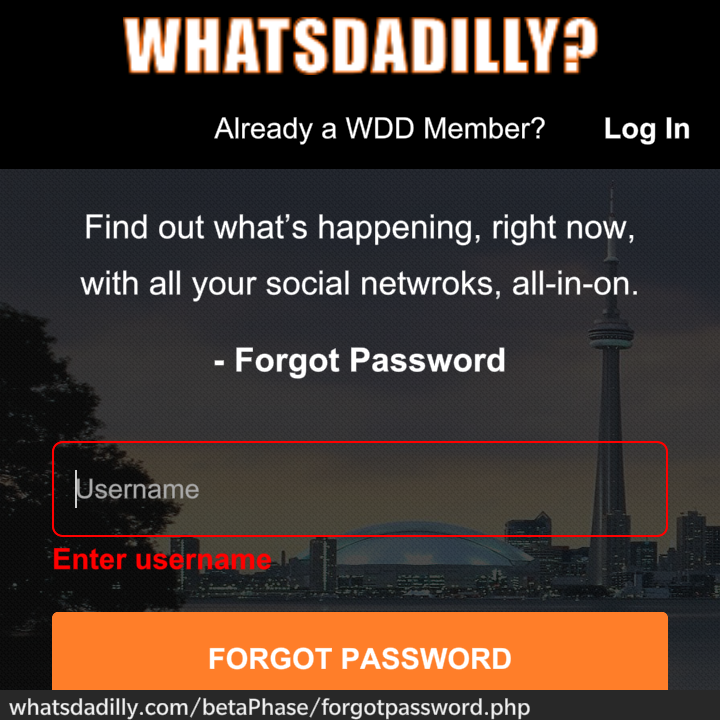 WHATSDADILLY?
Already a WDD Member? Log In
Find out what’s happening, right now,
with all your social netwroks, all-in-on.
- Forgot Password
Username
Enter username
FORGOT PASSWORD
whatsdadilly.com/betaPhase/forgotpassword.php